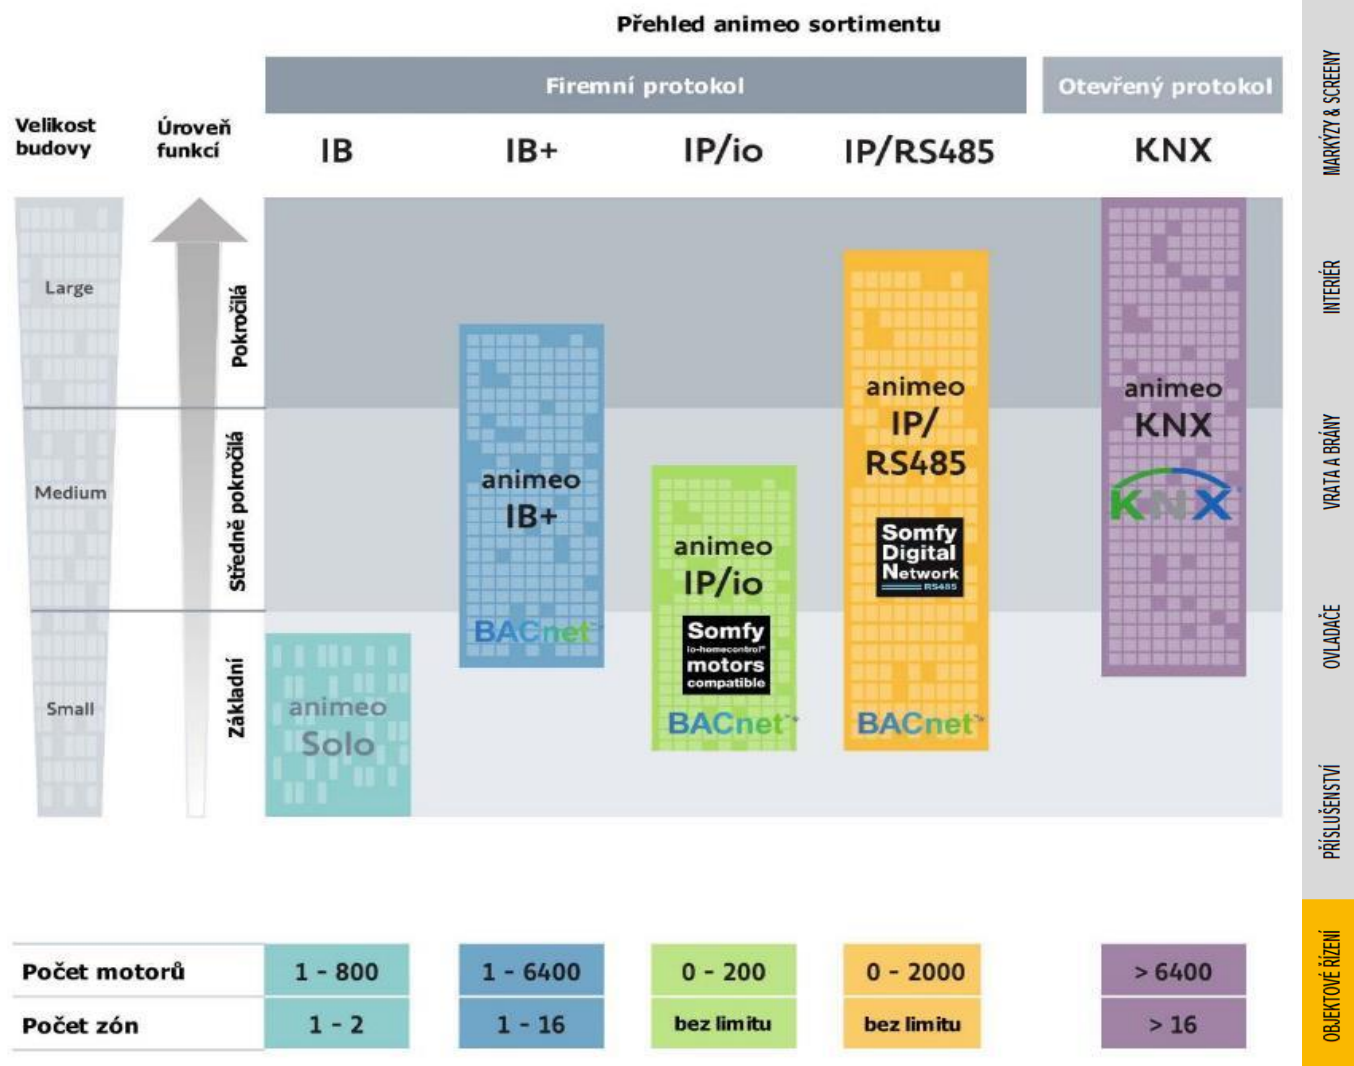 Přehled animeo sortimentu
Firemní protokol
Otevřený protokol
Velikost
budovy
Úroveň
funkcí
IB
IB+
IP/io
IP/RS485
KNX
Large
Medium
Small
Pokročilá
Středně pokročilá
Základní
animeo
Solo
animeo
IB+
BACnet™
animeo
IP/io
Somfy
io-homecontrol®
motors
compatible
BACnet™
animeo
IP/
RS485
Somfy
Digital
Network
RS485
BACnet™
animeo
KNX
KNX
Počet motorů
1 - 800
1 - 6400
0 - 200
0 - 2000
> 6400
Počet zón
1 - 2
1 - 16
bez limitu
bez limitu
> 16
MARKÝZY & SCREENY
INTERIÉR
VRATA A BRÁNY
OVLADAČE
PŘÍSLUŠENSTVÍ
OBJEKTOVÉ ŘÍZENÍ